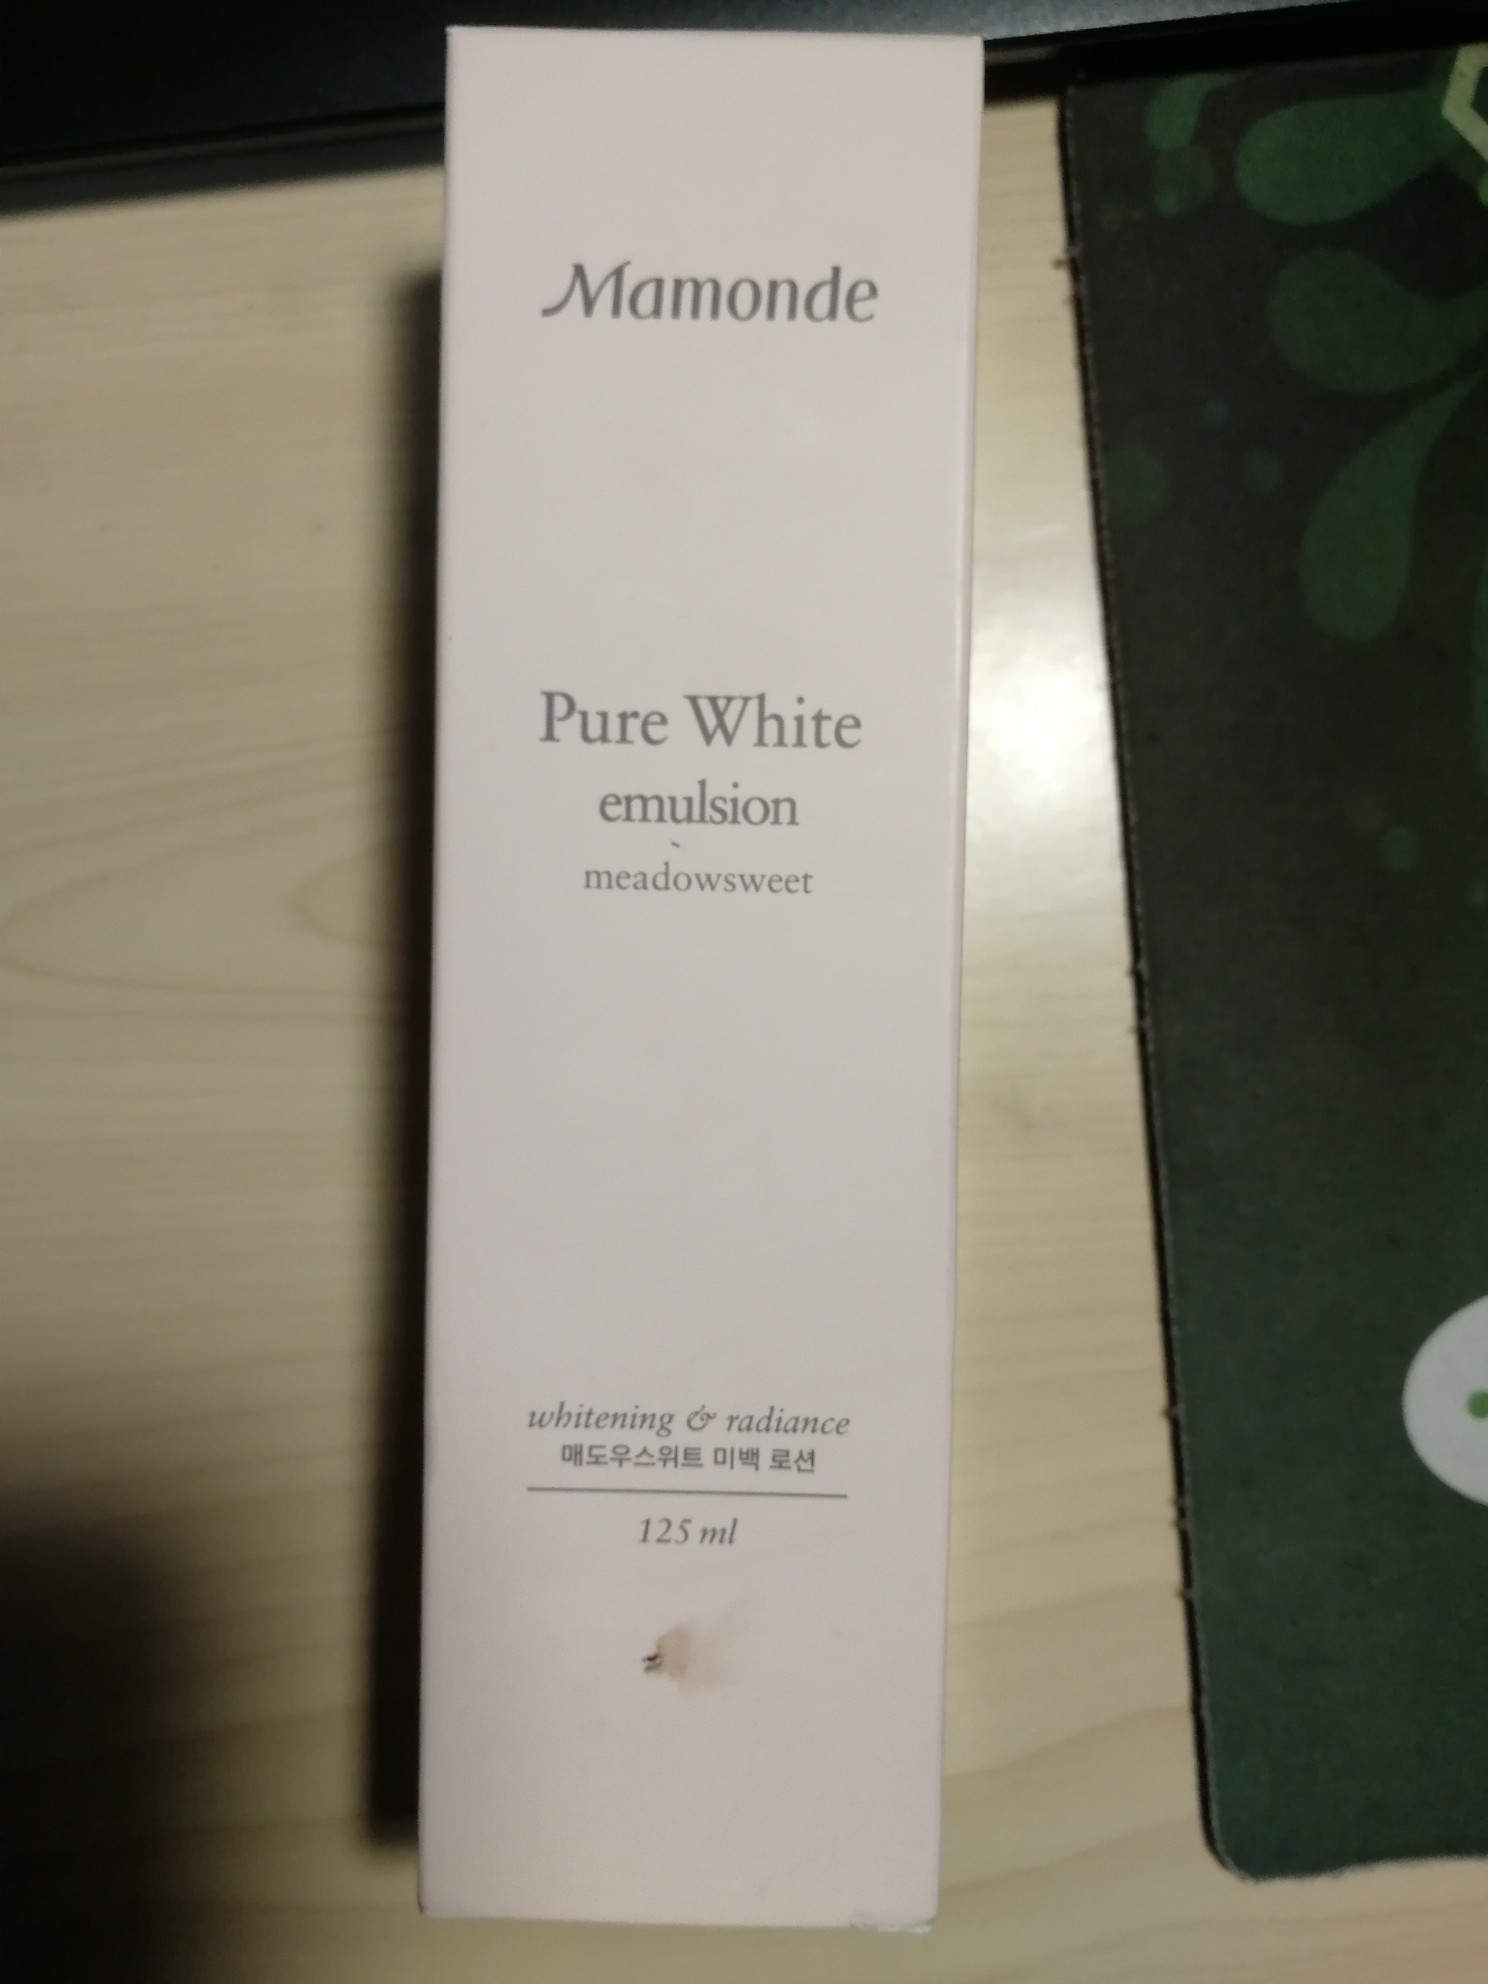 Mamonde
Pure White
emulsion
meadowsweet
whitening & radiance
매도우스위트 미백 로션
125 ml